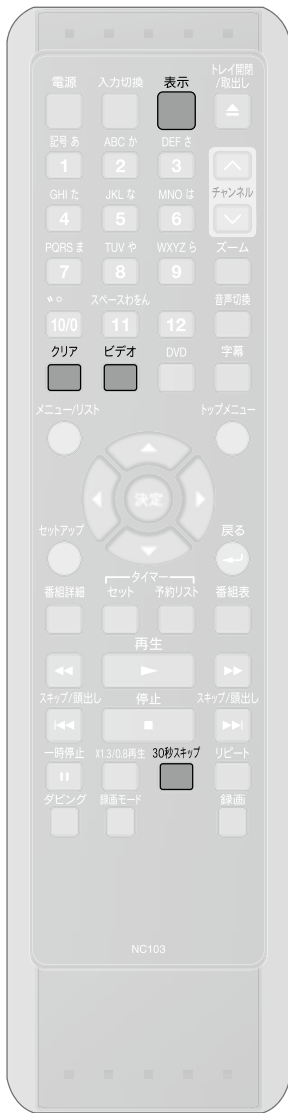 電源 入力切換 表示 トレイ開閉
/取出し
記号 あ ABC か DEF さ
1 2 3
GHI た JKL な MNO は チャンネル
4 5 6
PQRS ま TUV や WXYZ ら ズーム
7 8 9
゛゜ スペースわをん 音声切換
10/0 11 12
クリア ビデオ DVD 字幕
メニュー/リスト トップメニュー
決定
セットアップ 戻る
タイマー
番組詳細 セット 予約リスト 番組表
再生
スキップ/頭出し 停止 スキップ/頭出し
一時停止 X1.3/0.8再生 30秒スキップ リピート
ダビング 録画モード 録画
NC103